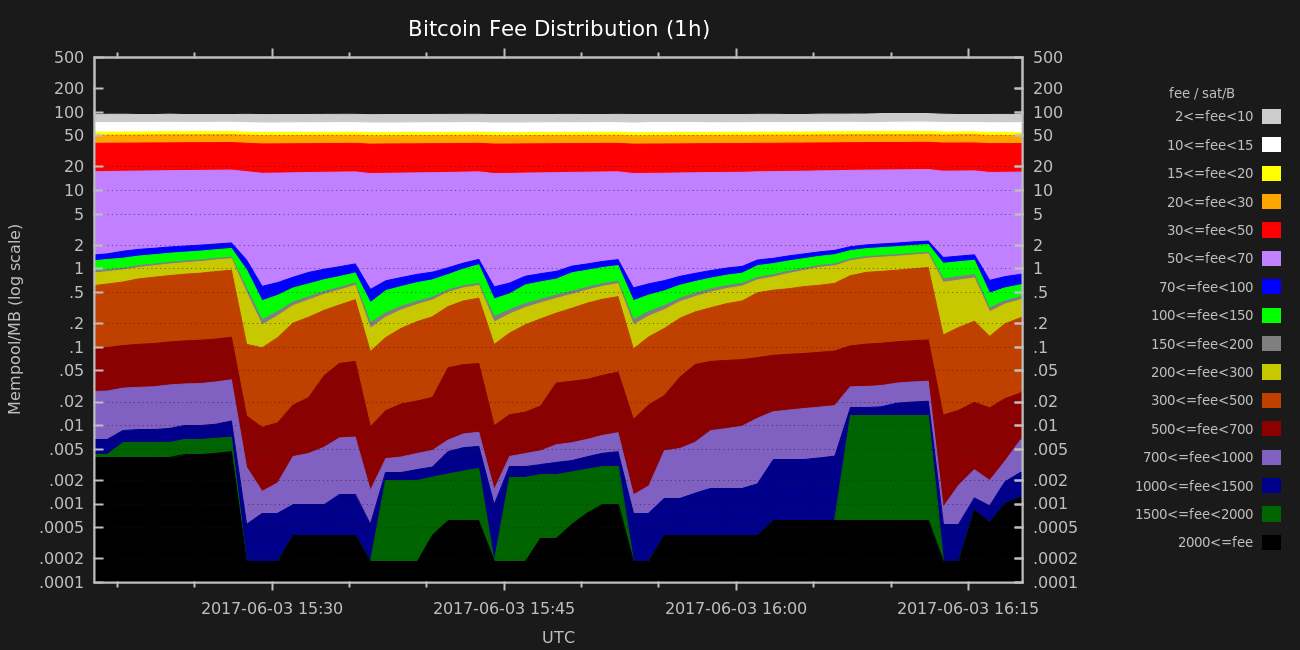 Bitcoin Fee Distribution (1h)
500
200
100
50
20
10
5
2
1
.5
.2
.1
.05
.02
.01
.005
.002
.001
.0005
.0002
.0001
Mempool/MB (log scale)
500
200
100
50
20
10
5
2
1
.5
.2
.1
.05
.02
.01
.005
.002
.001
.0005
.0002
.0001
fee / sat/B
2<=fee<10
10<=fee<15
15<=fee<20
20<=fee<30
30<=fee<50
50<=fee<70
70<=fee<100
100<=fee<150
150<=fee<200
200<=fee<300
300<=fee<500
500<=fee<700
700<=fee<1000
1000<=fee<1500
1500<=fee<2000
2000<=fee
2017-06-03 15:30
2017-06-03 15:45
2017-06-03 16:00
2017-06-03 16:15
UTC